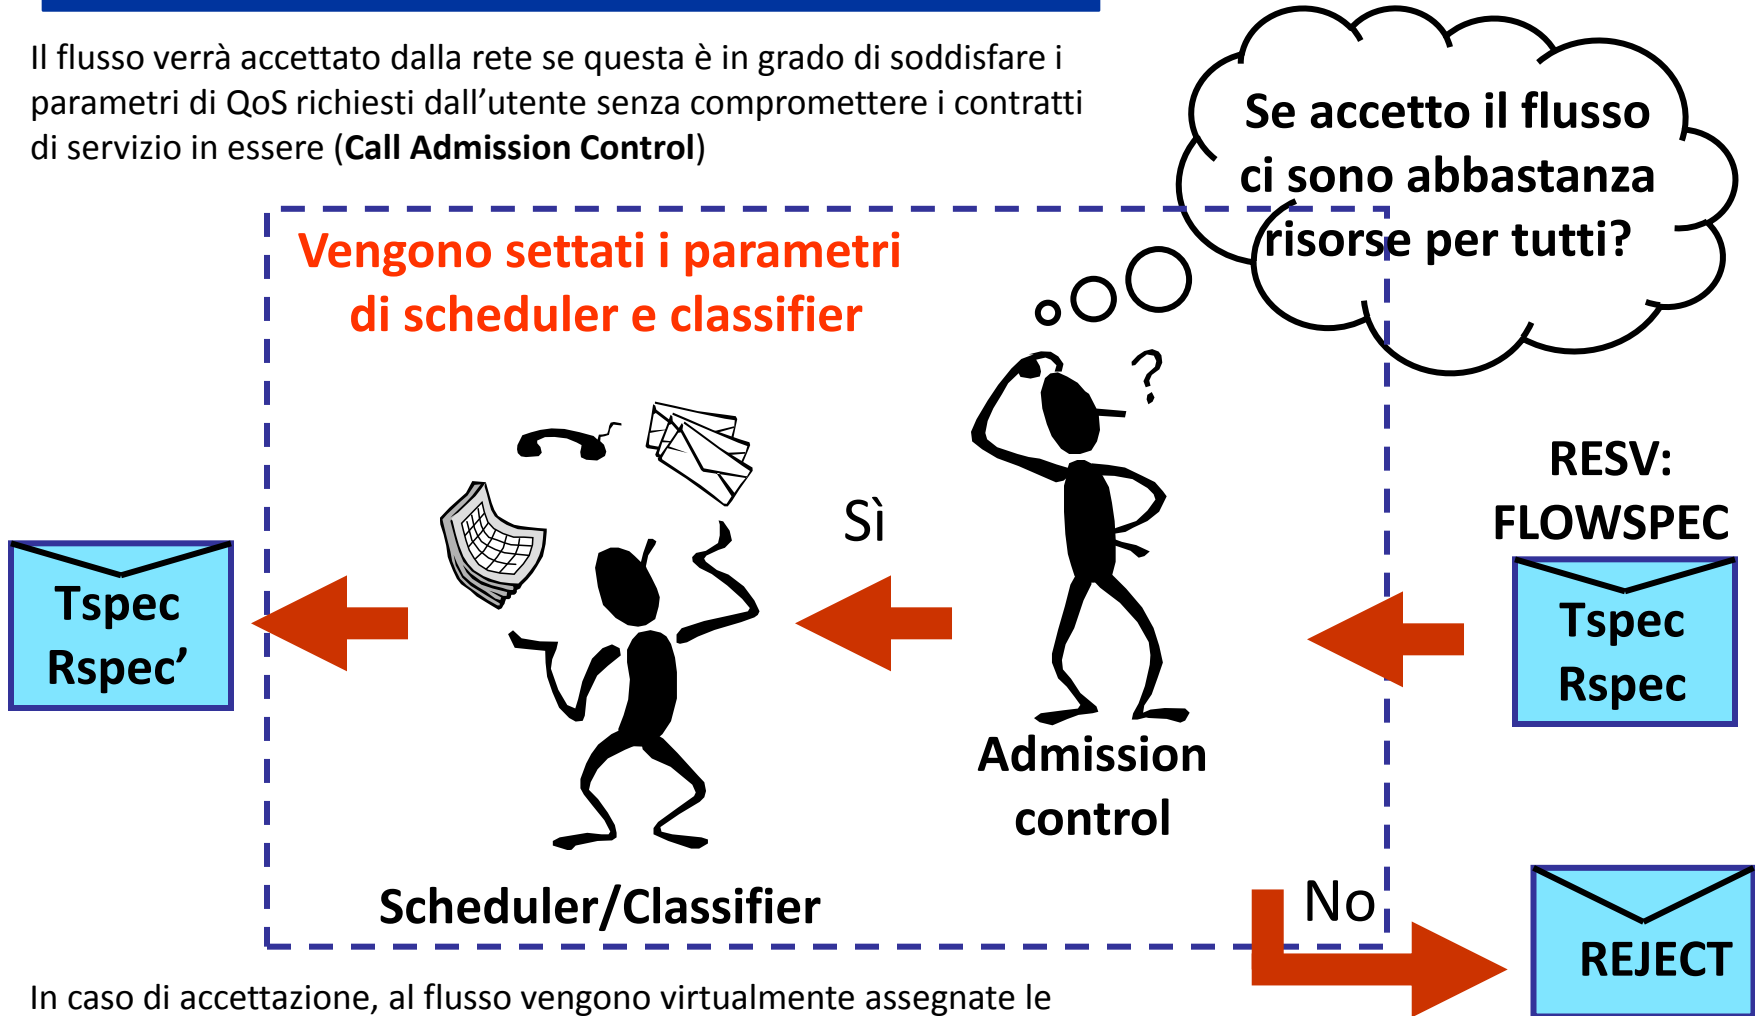 Il flusso verrà accettato dalla rete se questa è in grado di soddisfare i
parametri di QoS richiesti dall’utente senza compromettere i contratti
di servizio in essere (Call Admission Control)
Se accetto il flusso
ci sono abbastanza
risorse per tutti?
Vengono settati i parametri
di scheduler e classifier
?
RESV:
FLOWSPEC
Sì
Tspec
Rspec’
Tspec
Rspec
Admission
control
Scheduler/Classifier
No
REJECT
In caso di accettazione, al flusso vengono virtualmente assegnate le